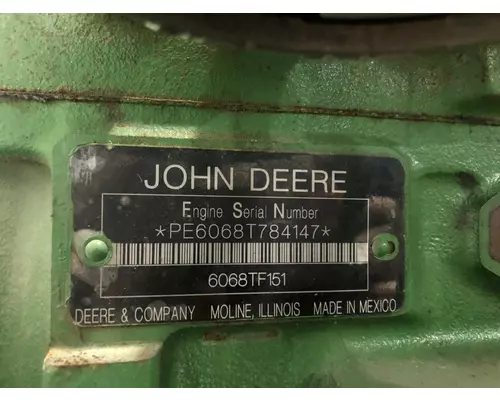 JOHN DEERE
Engine Serial Number
*PE6068T784147*
6068TF151
DEERE & COMPANY MOLINE, ILLINOIS MADE IN MEXICO